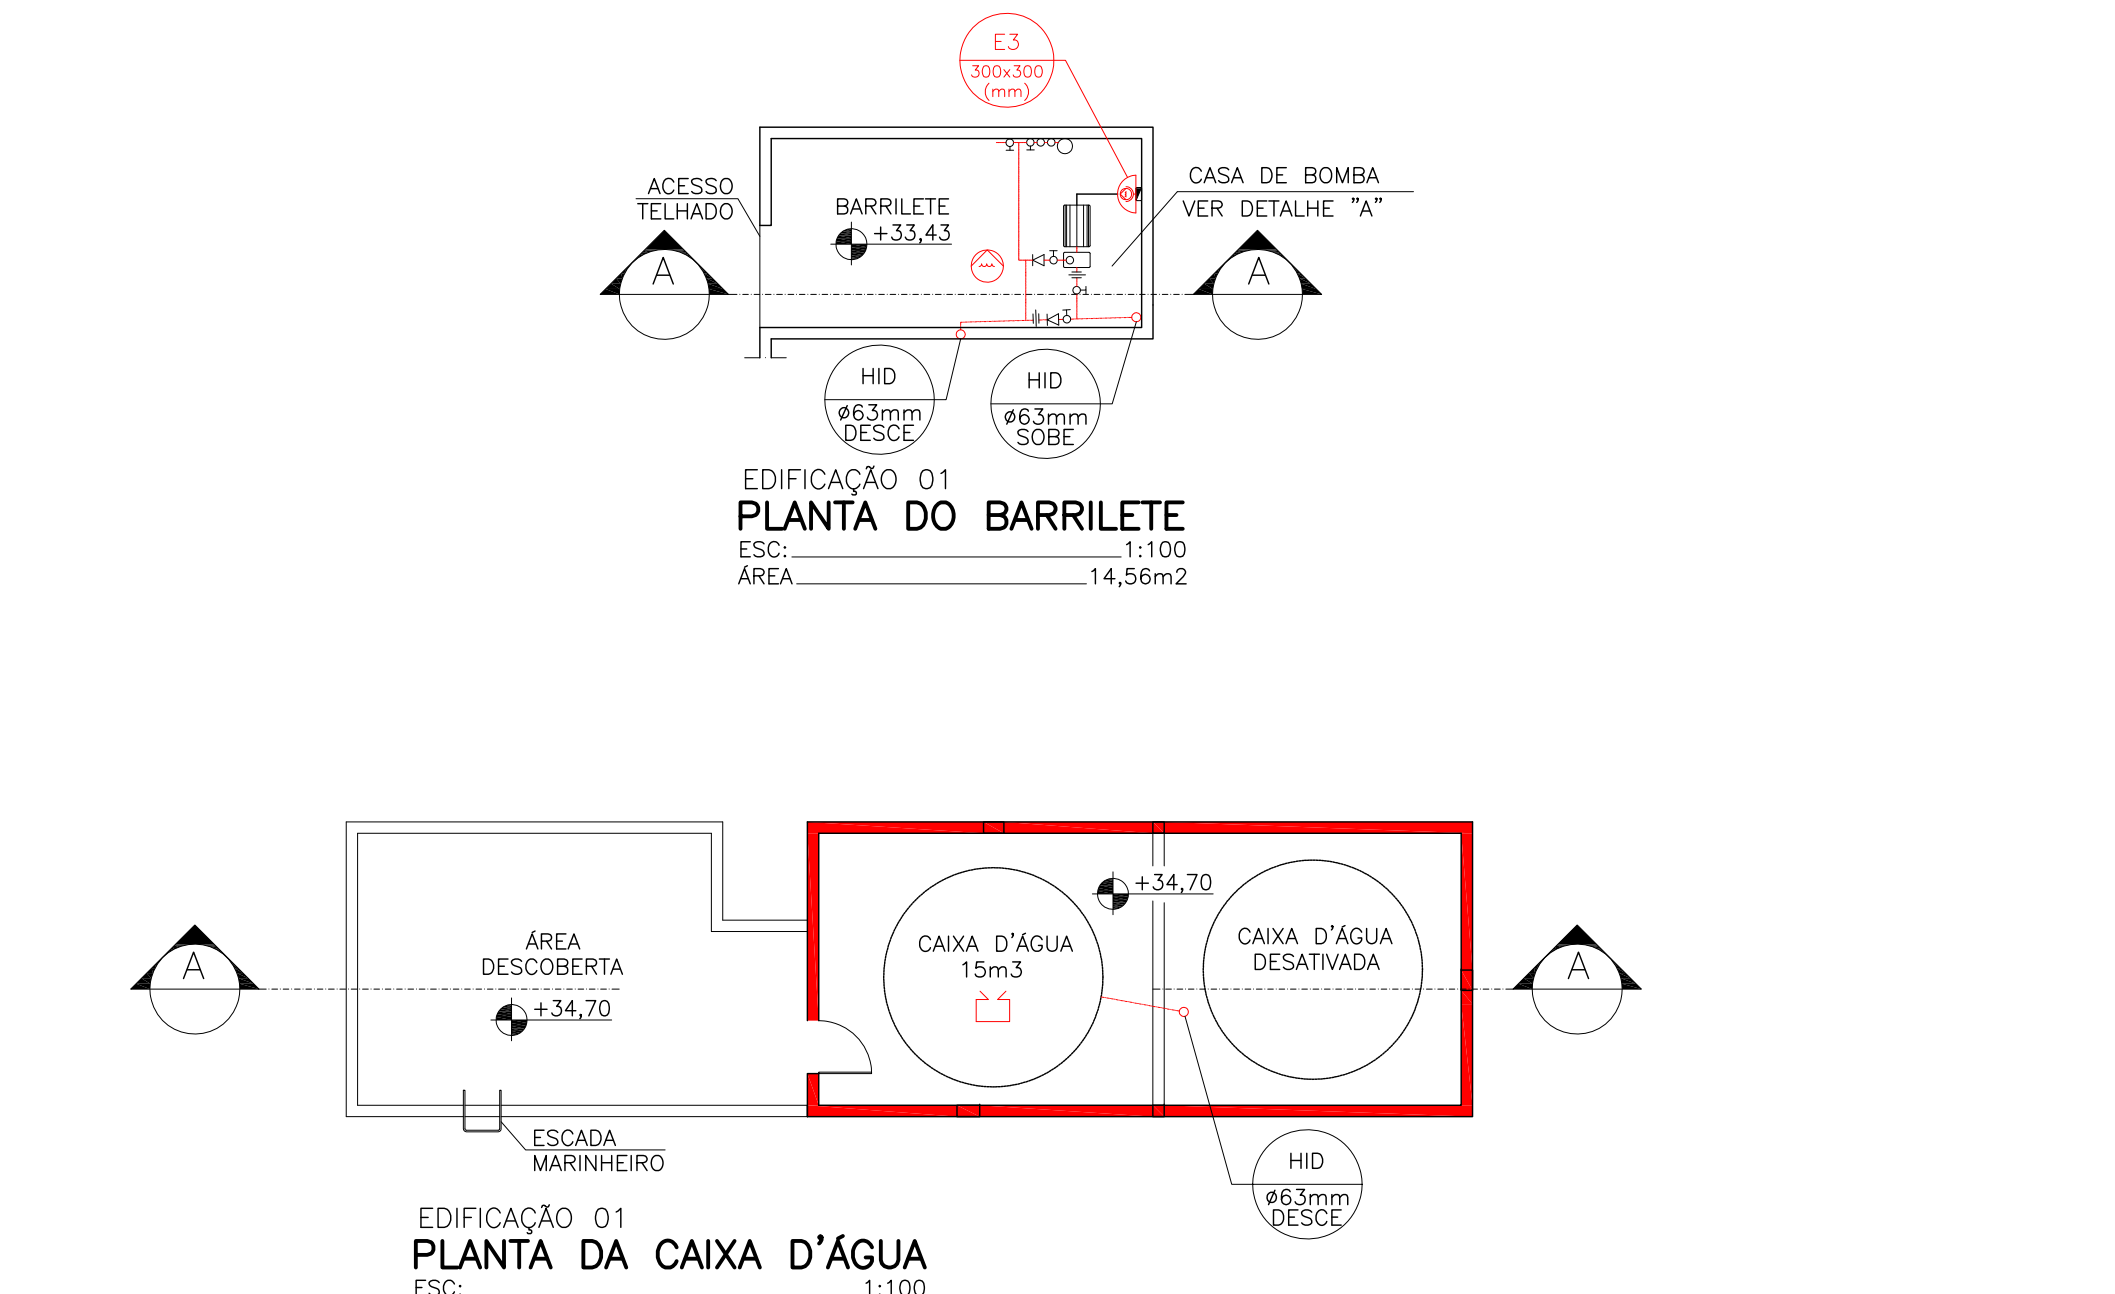 E3
300x300
(mm)
ACESSO
TELHADO
BARRILETE
+33,43
CASA DE BOMBA
VER DETALHE "A"
A
A
HID
ø63mm
DESCE
HID
ø63mm
SOBE
EDIFICAÇÃO 01
PLANTA DO BARRILETE
ESC: 1:100
ÁREA 14,56m2
+34,70
CAIXA D'ÁGUA
15m3
CAIXA D'ÁGUA
DESATIVADA
ÁREA
DESCOBERTA
+34,70
A
A
ESCADA
MARINHEIRO
HID
ø63mm
DESCE
EDIFICAÇÃO 01
PLANTA DA CAIXA D'ÁGUA
ESC: 1:100